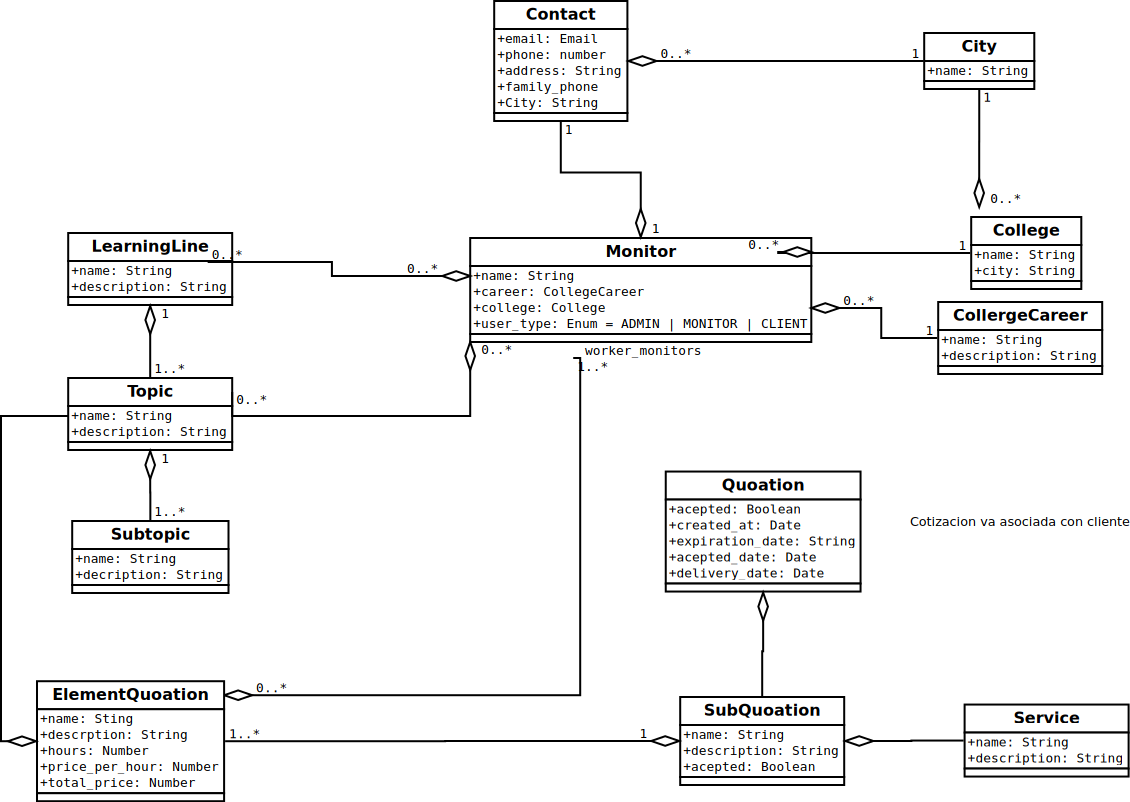 Contact
+email: Email
+phone: number
+address: String
+family_phone
+City: String
0..*
1
City
+name: String
1
1
0..*
College
+name: String
+city: String
1
Monitor
+name: String
+career: CollegeCareer
+college: College
+user_type: Enum = ADMIN | MONITOR | CLIENT
0..*
1
0..*
1
CollergeCareer
+name: String
+description: String
LearningLine
+name: String
+description: String
0..*
0..*
1
1..*
Topic
+name: String
+description: String
0..*
0..*
worker_monitors
1..*
1
1..*
Subtopic
+name: String
+decription: String
Quoation
+acepted: Boolean
+created_at: Date
+expiration_date: String
+acepted_date: Date
+delivery_date: Date
Cotizacion va asociada con cliente
ElementQuoation
+name: Sting
+descrption: String
+hours: Number
+price_per_hour: Number
+total_price: Number
0..*
1..*
1
SubQuoation
+name: String
+description: String
+acepted: Boolean
Service
+name: String
+description: String